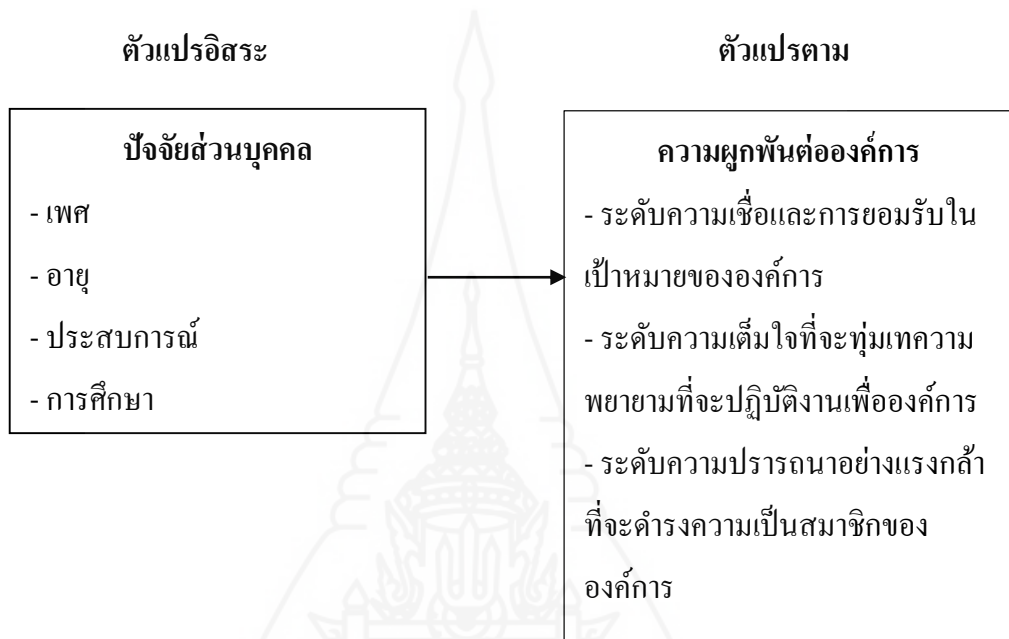 ตัวแปรอิสระ
ตัวแปรตาม
ปัจจัยส่วนบุคคล
- เพศ
- อายุ
- ประสบการณ์
- การศึกษา
ความผูกพันต่อองค์การ
- ระดับความเชื่อและการยอมรับใน
เป้าหมายขององค์การ
- ระดับความเต็มใจที่จะทุ่มเทความ
พยายามที่จะปฏิบัติงานเพื่อองค์การ
- ระดับความปรารถนาอย่างแรงกล้า
ที่จะดำรงความเป็นสมาชิกของ
องค์การ